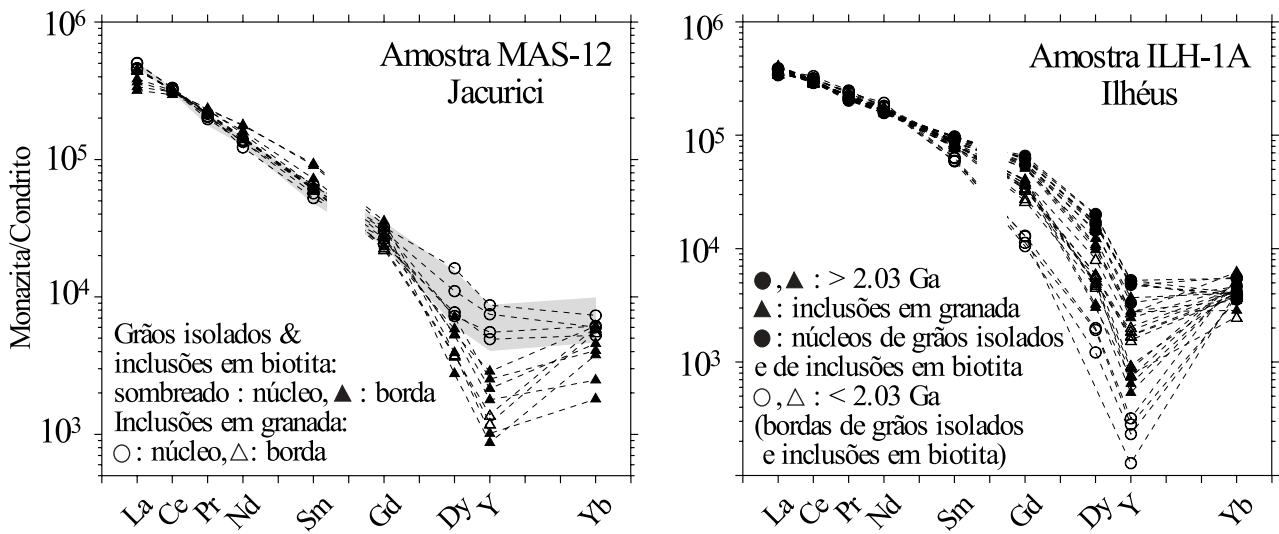 Monazita/Condrito
10⁶
10⁵
10⁴
10³
Amostra MAS-12
Jacurici
Grãos isolados &
inclusões em biotita:
sombreado : núcleo, ▲ : borda
Inclusões em granada:
○ : núcleo, △: borda
La Ce Pr Nd Sm Gd Dy Y Yb
10⁶
10⁵
10⁴
10³
Amostra ILH-1A
Ilhéus
●,▲ : > 2.03 Ga
▲: inclusões em granada
●: núcleos de grãos isolados
e de inclusões em biotita
○,△ : < 2.03 Ga
(bordas de grãos isolados
e inclusões em biotita)
La Ce Pr Nd Sm Gd Dy Y Yb